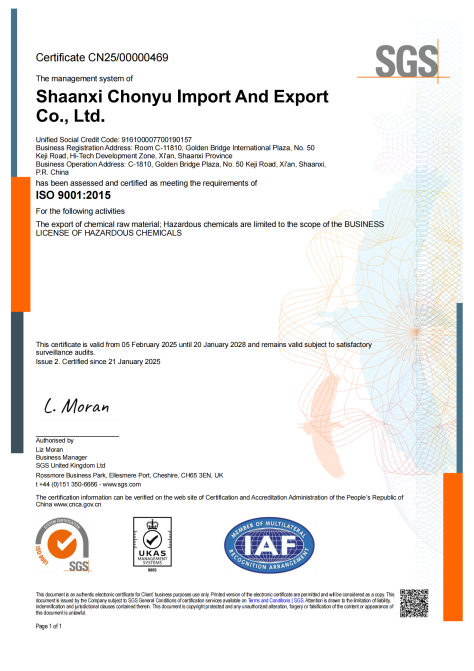 SGS
Certificate CN25/00000469
The management system of
Shaanxi Chonyu Import And Export
Co., Ltd.
Unified Social Credit Code: 916100007700190157
Business Registration Address: Room C-11810, Golden Bridge International Plaza, No. 50
Keji Road, Hi-Tech Development Zone, Xi'an, Shaanxi Province
Business Operation Address: C-1810, Golden Bridge Plaza, No. 50 Keji Road, Xi'an, Shaanxi,
P.R. China
has been assessed and certified as meeting the requirements of
ISO 9001:2015
For the following activities
The export of chemical raw material; Hazardous chemicals are limited to the scope of the BUSINESS
LICENSE OF HAZARDOUS CHEMICALS
This certificate is valid from 05 February 2025 until 20 January 2028 and remains valid subject to satisfactory
surveillance audits.
Issue 2. Certified since 21 January 2025
L. Moran
Authorised by
Liz Moran
Business Manager
SGS United Kingdom Ltd
Rossmore Business Park, Ellesmere Port, Cheshire, CH65 3EN, UK
t +44 (0)151 350-6666 - www.sgs.com
The certification information can be verified on the web site of Certification and Accreditation Administration of the People's Republic of
China www.cnca.gov.cn
ISO 9001
SGS
UKAS
MANAGEMENT
SYSTEMS
0005
MEMBER OF MULTILATERAL
IAF
RECOGNITION ARRANGEMENT
This document is an authentic electronic certificate for Client' business purposes use only. Printed version of the electronic certificate are permitted and will be considered as a copy. This
document is issued by the Company subject to SGS General Conditions of certification services available on Terms and Conditions | SGS. Attention is drawn to the limitation of liability,
indemnification and jurisdictional clauses contained therein. This document is copyright protected and any unauthorized alteration, forgery or falsification of the content or appearance of
this document is unlawful.
Page 1 of 1